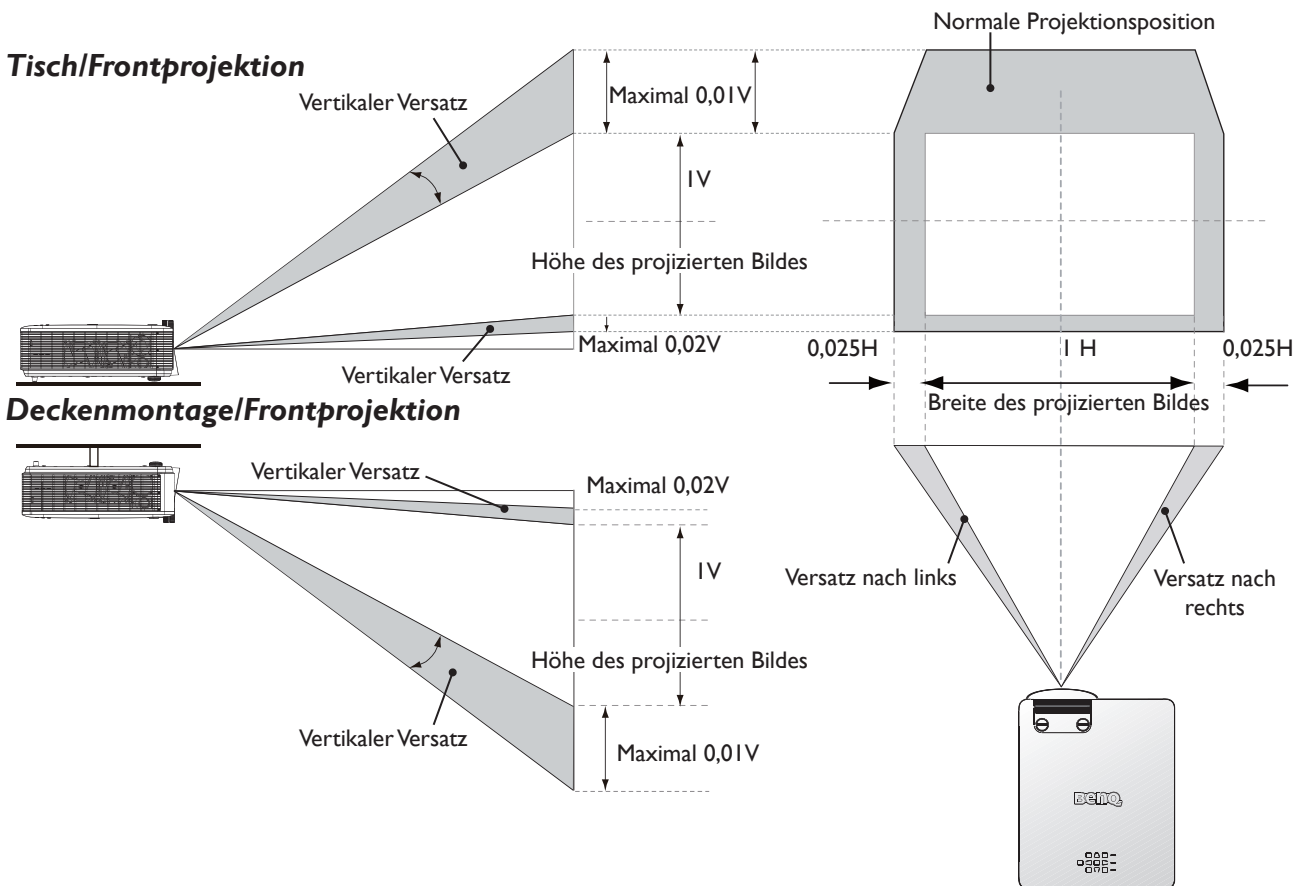 Normale Projektionsposition
Tisch/Frontprojektion
Vertikaler Versatz
Maximal 0,01V
1V
Höhe des projizierten Bildes
Maximal 0,02V
Vertikaler Versatz
0,025H
1 H
0,025H
Breite des projizierten Bildes
Deckenmontage/Frontprojektion
Vertikaler Versatz
Maximal 0,02V
1V
Höhe des projizierten Bildes
Vertikaler Versatz
Maximal 0,01V
Versatz nach links
Versatz nach
rechts
BenQ